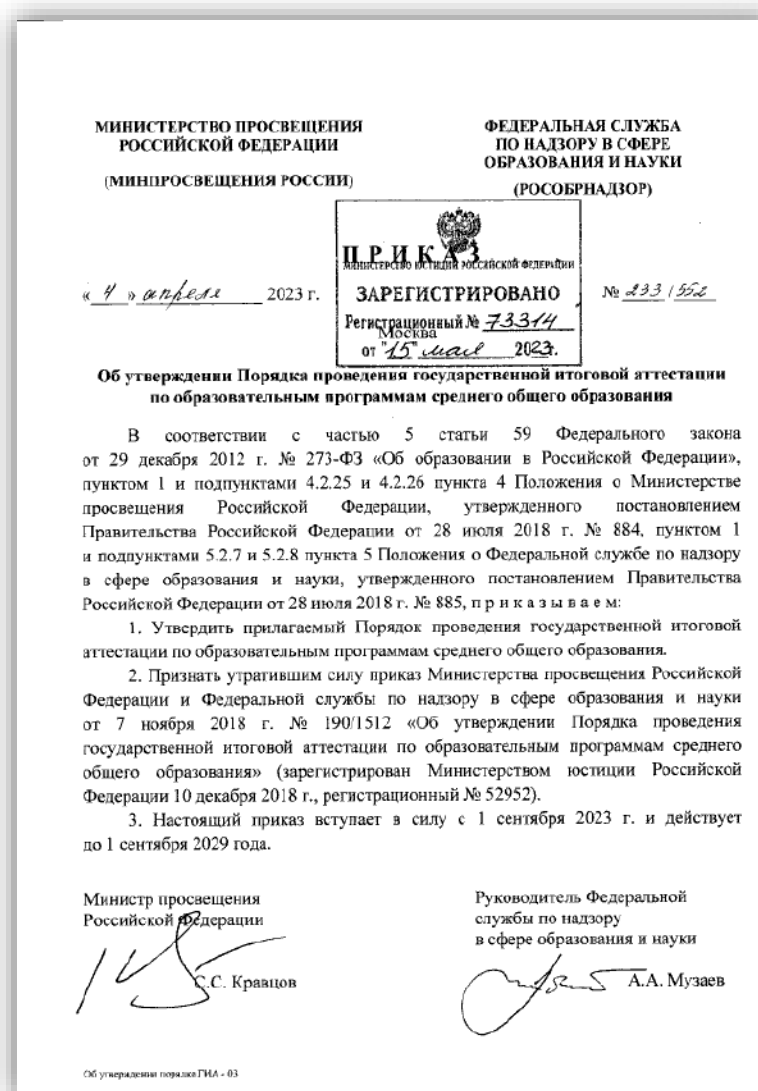 МИНИСТЕРСТВО ПРОСВЕЩЕНИЯ
РОССИЙСКОЙ ФЕДЕРАЦИИ
(МИНПРОСВЕЩЕНИЯ РОССИИ)
ФЕДЕРАЛЬНАЯ СЛУЖБА
ПО НАДЗОРУ В СФЕРЕ
ОБРАЗОВАНИЯ И НАУКИ
(РОСОБРНАДЗОР)
ПРИКАЗ
МИНИСТЕРСТВО ЮСТИЦИИ РОССИЙСКОЙ ФЕДЕРАЦИИ
ЗАРЕГИСТРИРОВАНО
Регистрационный № 73314
Москва
от "15" мая 2023.
« 4 » апреля 2023 г.
№ 233/552
Об утверждении Порядка проведения государственной итоговой аттестации
по образовательным программам среднего общего образования
В соответствии с частью 5 статьи 59 Федерального закона
от 29 декабря 2012 г. № 273-ФЗ «Об образовании в Российской Федерации»,
пунктом 1 и подпунктами 4.2.25 и 4.2.26 пункта 4 Положения о Министерстве
просвещения Российской Федерации, утвержденного постановлением
Правительства Российской Федерации от 28 июля 2018 г. № 884, пунктом 1
и подпунктами 5.2.7 и 5.2.8 пункта 5 Положения о Федеральной службе по надзору
в сфере образования и науки, утвержденного постановлением Правительства
Российской Федерации от 28 июля 2018 г. № 885, п р и к а з ы в а е м:
1. Утвердить прилагаемый Порядок проведения государственной итоговой
аттестации по образовательным программам среднего общего образования.
2. Признать утратившим силу приказ Министерства просвещения Российской
Федерации и Федеральной службы по надзору в сфере образования и науки
от 7 ноября 2018 г. № 190/1512 «Об утверждении Порядка проведения
государственной итоговой аттестации по образовательным программам среднего
общего образования» (зарегистрирован Министерством юстиции Российской
Федерации 10 декабря 2018 г., регистрационный № 52952).
3. Настоящий приказ вступает в силу с 1 сентября 2023 г. и действует
до 1 сентября 2029 года.
Министр просвещения
Российской Федерации
С.С. Кравцов
Руководитель Федеральной
службы по надзору
в сфере образования и науки
А.А. Музаев
Об утверждении порядка ГИА - 03